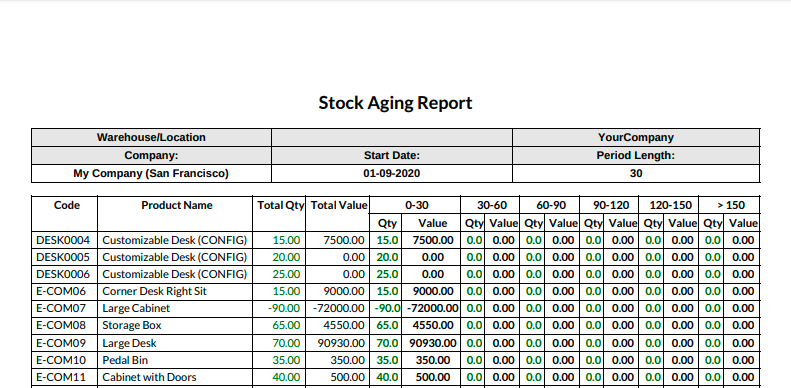 Stock Aging Report
Warehouse/Location YourCompany
Company: Start Date: Period Length:
My Company (San Francisco) 01-09-2020 30
Code Product Name Total Qty Total Value 0-30 30-60 60-90 90-120 120-150 > 150
Qty Value Qty Value Qty Value Qty Value Qty Value Qty Value
DESK0004 Customizable Desk (CONFIG) 15.00 7500.00 15.0 7500.00 0.0 0.00 0.0 0.00 0.0 0.00 0.0 0.00 0.0 0.00
DESK0005 Customizable Desk (CONFIG) 20.00 0.00 20.0 0.00 0.0 0.00 0.0 0.00 0.0 0.00 0.0 0.00 0.0 0.00
DESK0006 Customizable Desk (CONFIG) 25.00 0.00 25.0 0.00 0.0 0.00 0.0 0.00 0.0 0.00 0.0 0.00 0.0 0.00
E-COM06 Corner Desk Right Sit 15.00 9000.00 15.0 9000.00 0.0 0.00 0.0 0.00 0.0 0.00 0.0 0.00 0.0 0.00
E-COM07 Large Cabinet -90.00 -72000.00 -90.0 -72000.00 0.0 0.00 0.0 0.00 0.0 0.00 0.0 0.00 0.0 0.00
E-COM08 Storage Box 65.00 4550.00 65.0 4550.00 0.0 0.00 0.0 0.00 0.0 0.00 0.0 0.00 0.0 0.00
E-COM09 Large Desk 70.00 90930.00 70.0 90930.00 0.0 0.00 0.0 0.00 0.0 0.00 0.0 0.00 0.0 0.00
E-COM10 Pedal Bin 35.00 350.00 35.0 350.00 0.0 0.00 0.0 0.00 0.0 0.00 0.0 0.00 0.0 0.00
E-COM11 Cabinet with Doors 40.00 500.00 40.0 500.00 0.0 0.00 0.0 0.00 0.0 0.00 0.0 0.00 0.0 0.00